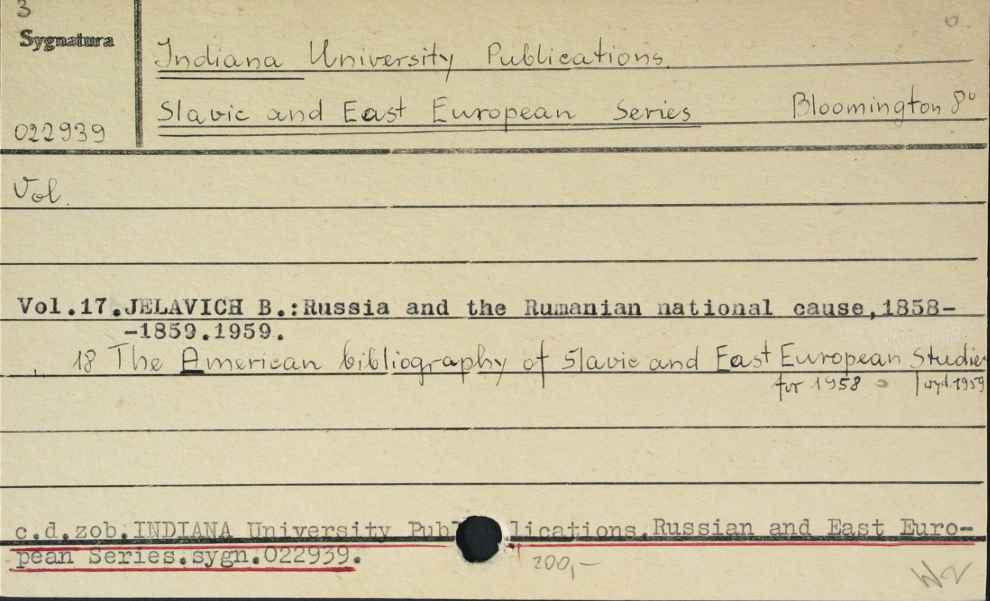 3
Sygnatura
022939
Indiana University Publications.
Slavic and East European Series Bloomington 8°
Vol.
Vol.17.JELAVICH B.:Russia and the Rumanian national cause,1858-
-1859.1959.
18 The American bibliography of Slavic and East European Studies
for 1958 wyd.1959
c.d.zob.INDIANA University Publications.Russian and East Euro-
pean Series.sygn.022939.
200,-